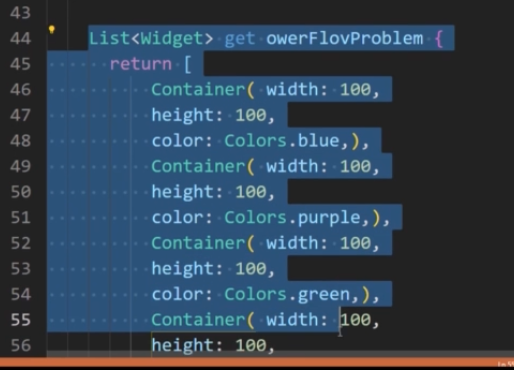 43
44 List<Widget> get owerFlovProblem {
45 return [
46 Container( width: 100,
47 height: 100,
48 color: Colors.blue,),
49 Container( width: 100,
50 height: 100,
51 color: Colors.purple,),
52 Container( width: 100,
53 height: 100,
54 color: Colors.green,),
55 Container( width: 100,
56 height: 100,